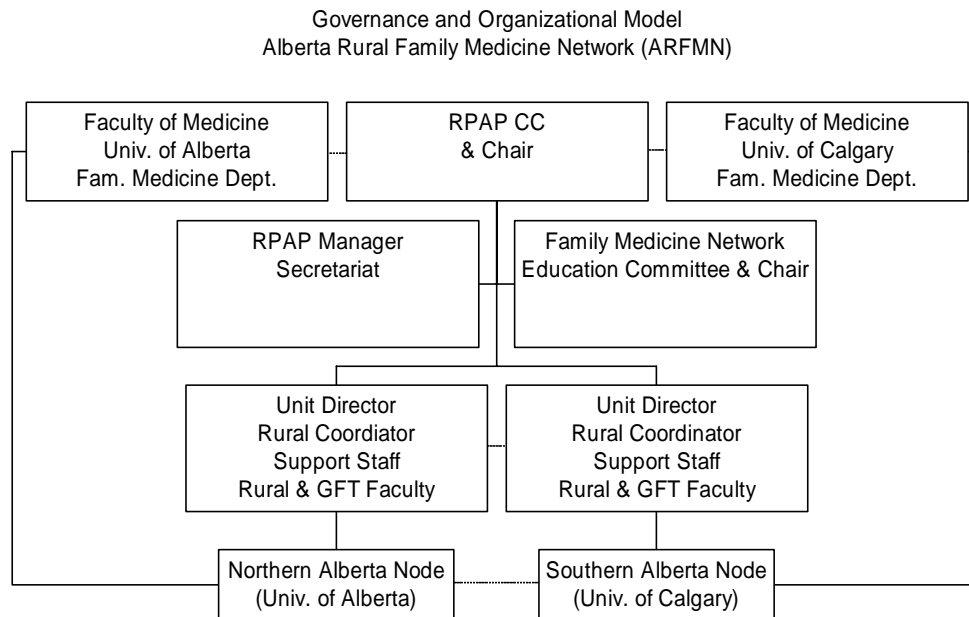 Governance and Organizational Model
Alberta Rural Family Medicine Network (ARFMN)
Faculty of Medicine
Univ. of Alberta
Fam. Medicine Dept.
RPAP CC
& Chair
Faculty of Medicine
Univ. of Calgary
Fam. Medicine Dept.
RPAP Manager
Secretariat
Family Medicine Network
Education Committee & Chair
Unit Director
Rural Coordiator
Support Staff
Rural & GFT Faculty
Unit Director
Rural Coordinator
Support Staff
Rural & GFT Faculty
Northern Alberta Node
(Univ. of Alberta)
Southern Alberta Node
(Univ. of Calgary)